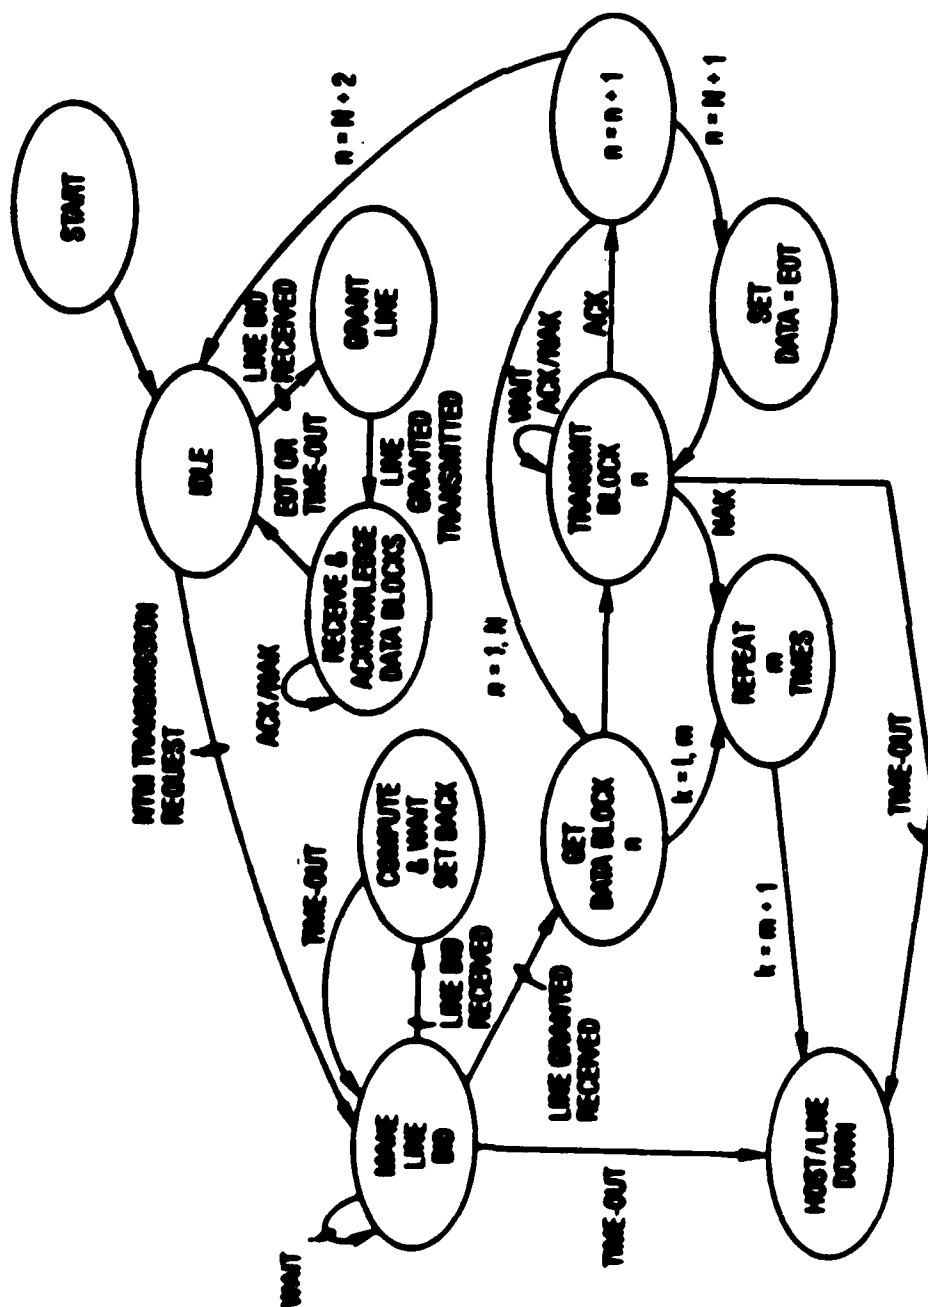 START
IDLE
n = N + 2
LINE BID
RECEIVED
EOT OR
TIME-OUT
GRANT
LINE
LINE
GRANTED
TRANSMITTED
RECEIVE &
ACKNOWLEDGE
DATA BLOCKS
ACK/NAK
NTM TRANSMISSION
REQUEST
TIME-OUT
COMPUTE
& WAIT
SET BACK
LINE BID
RECEIVED
WAIT
MAKE
LINE
BID
LINE GRANTED
RECEIVED
TIME-OUT
n = 1, N
GET
DATA BLOCK
n
WAIT
ACK/NAK
TRANSMIT
BLOCK
n
ACK
n = n + 1
n = N + 1
SET
DATA = EOT
NAK
k = 1, m
REPEAT
m
TIMES
k = m + 1
TIME-OUT
HOST/LINE
DOWN